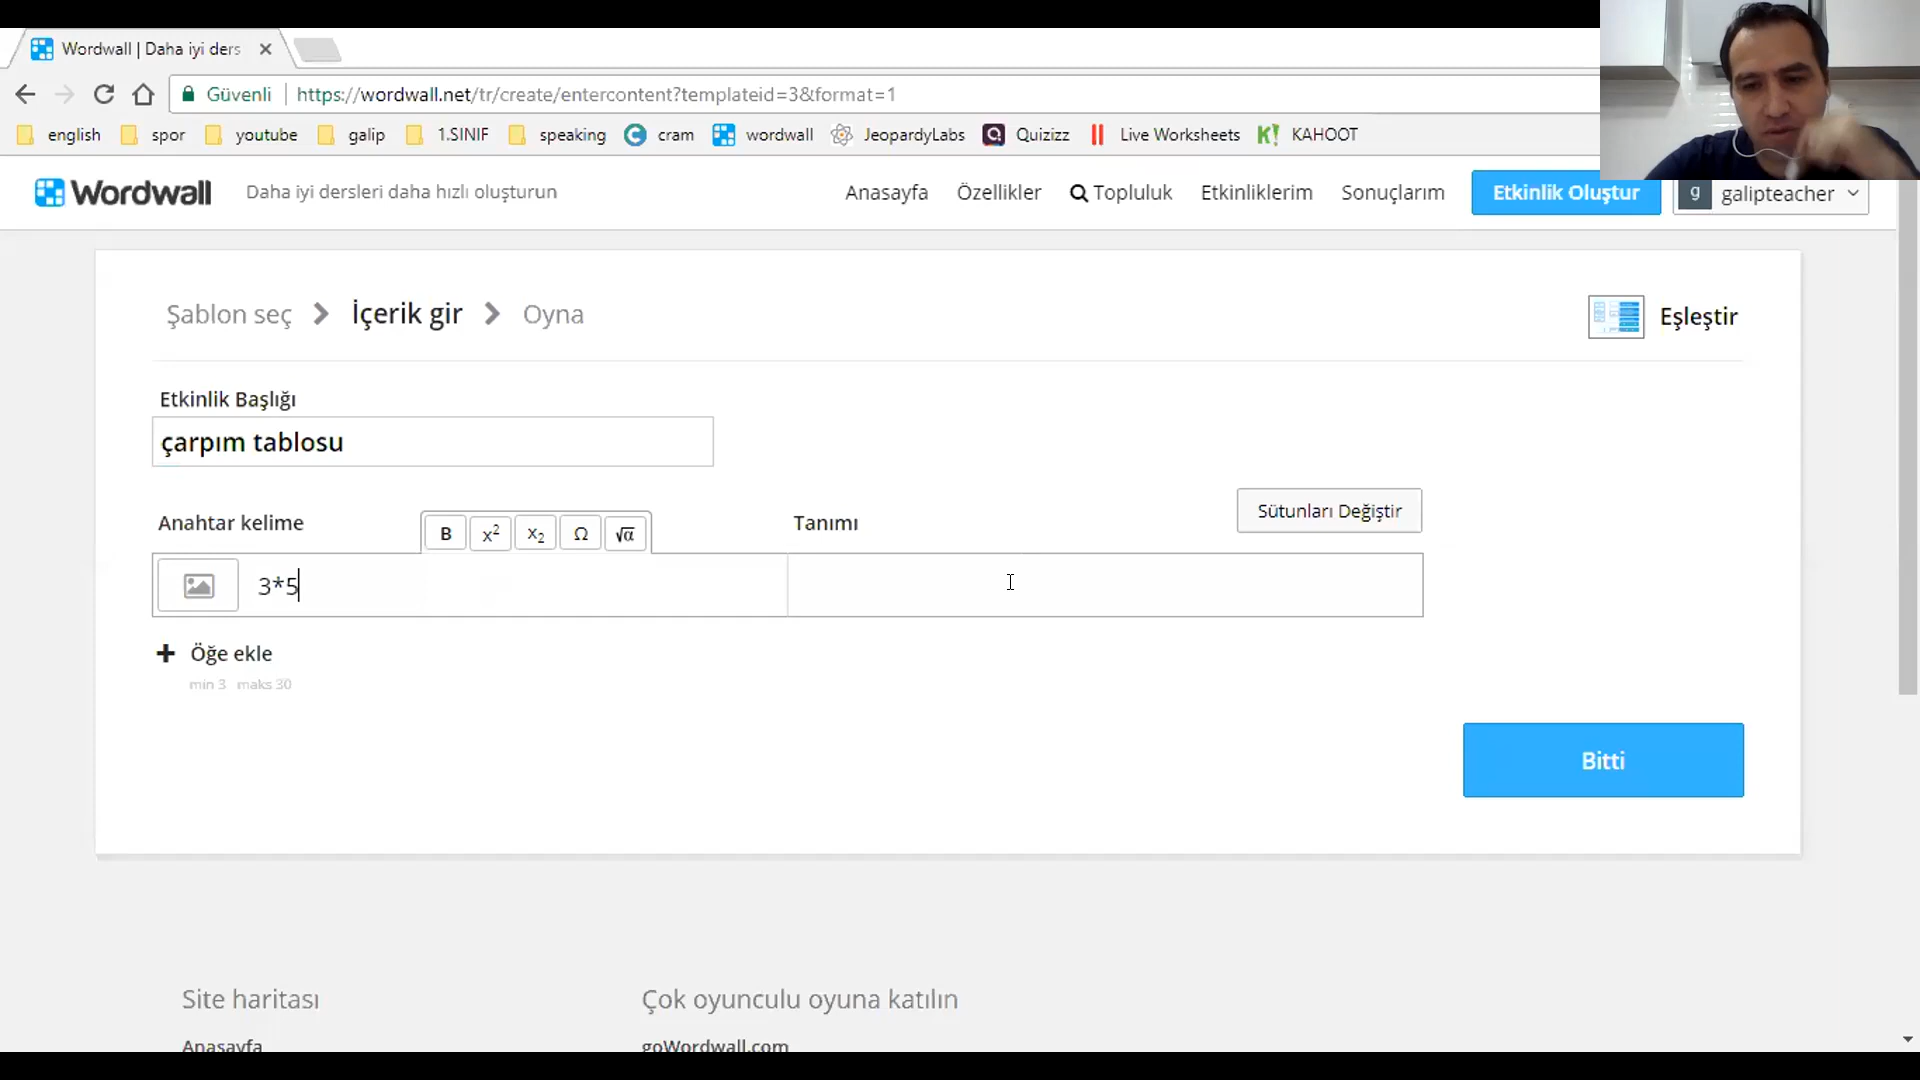 Wordwall | Daha iyi ders
Güvenli https://wordwall.net/tr/create/entercontent?templateid=3&format=1
english spor youtube galip 1.SINIF speaking cram wordwall JeopardyLabs Quizizz Live Worksheets KAHOOT
Wordwall Daha iyi dersleri daha hızlı oluşturun Anasayfa Özellikler Topluluk Etkinliklerim Sonuçlarım Etkinlik Oluştur g galipteacher
Şablon seç İçerik gir Oyna Eşleştir
Etkinlik Başlığı
çarpım tablosu
Sütunları Değiştir
Anahtar kelime B x² x₂ Ω √α Tanımı
3*5
+ Öğe ekle
min 3 maks 30
Bitti
Site haritası Çok oyunculu oyuna katılın
Anasayfa goWordwall.com